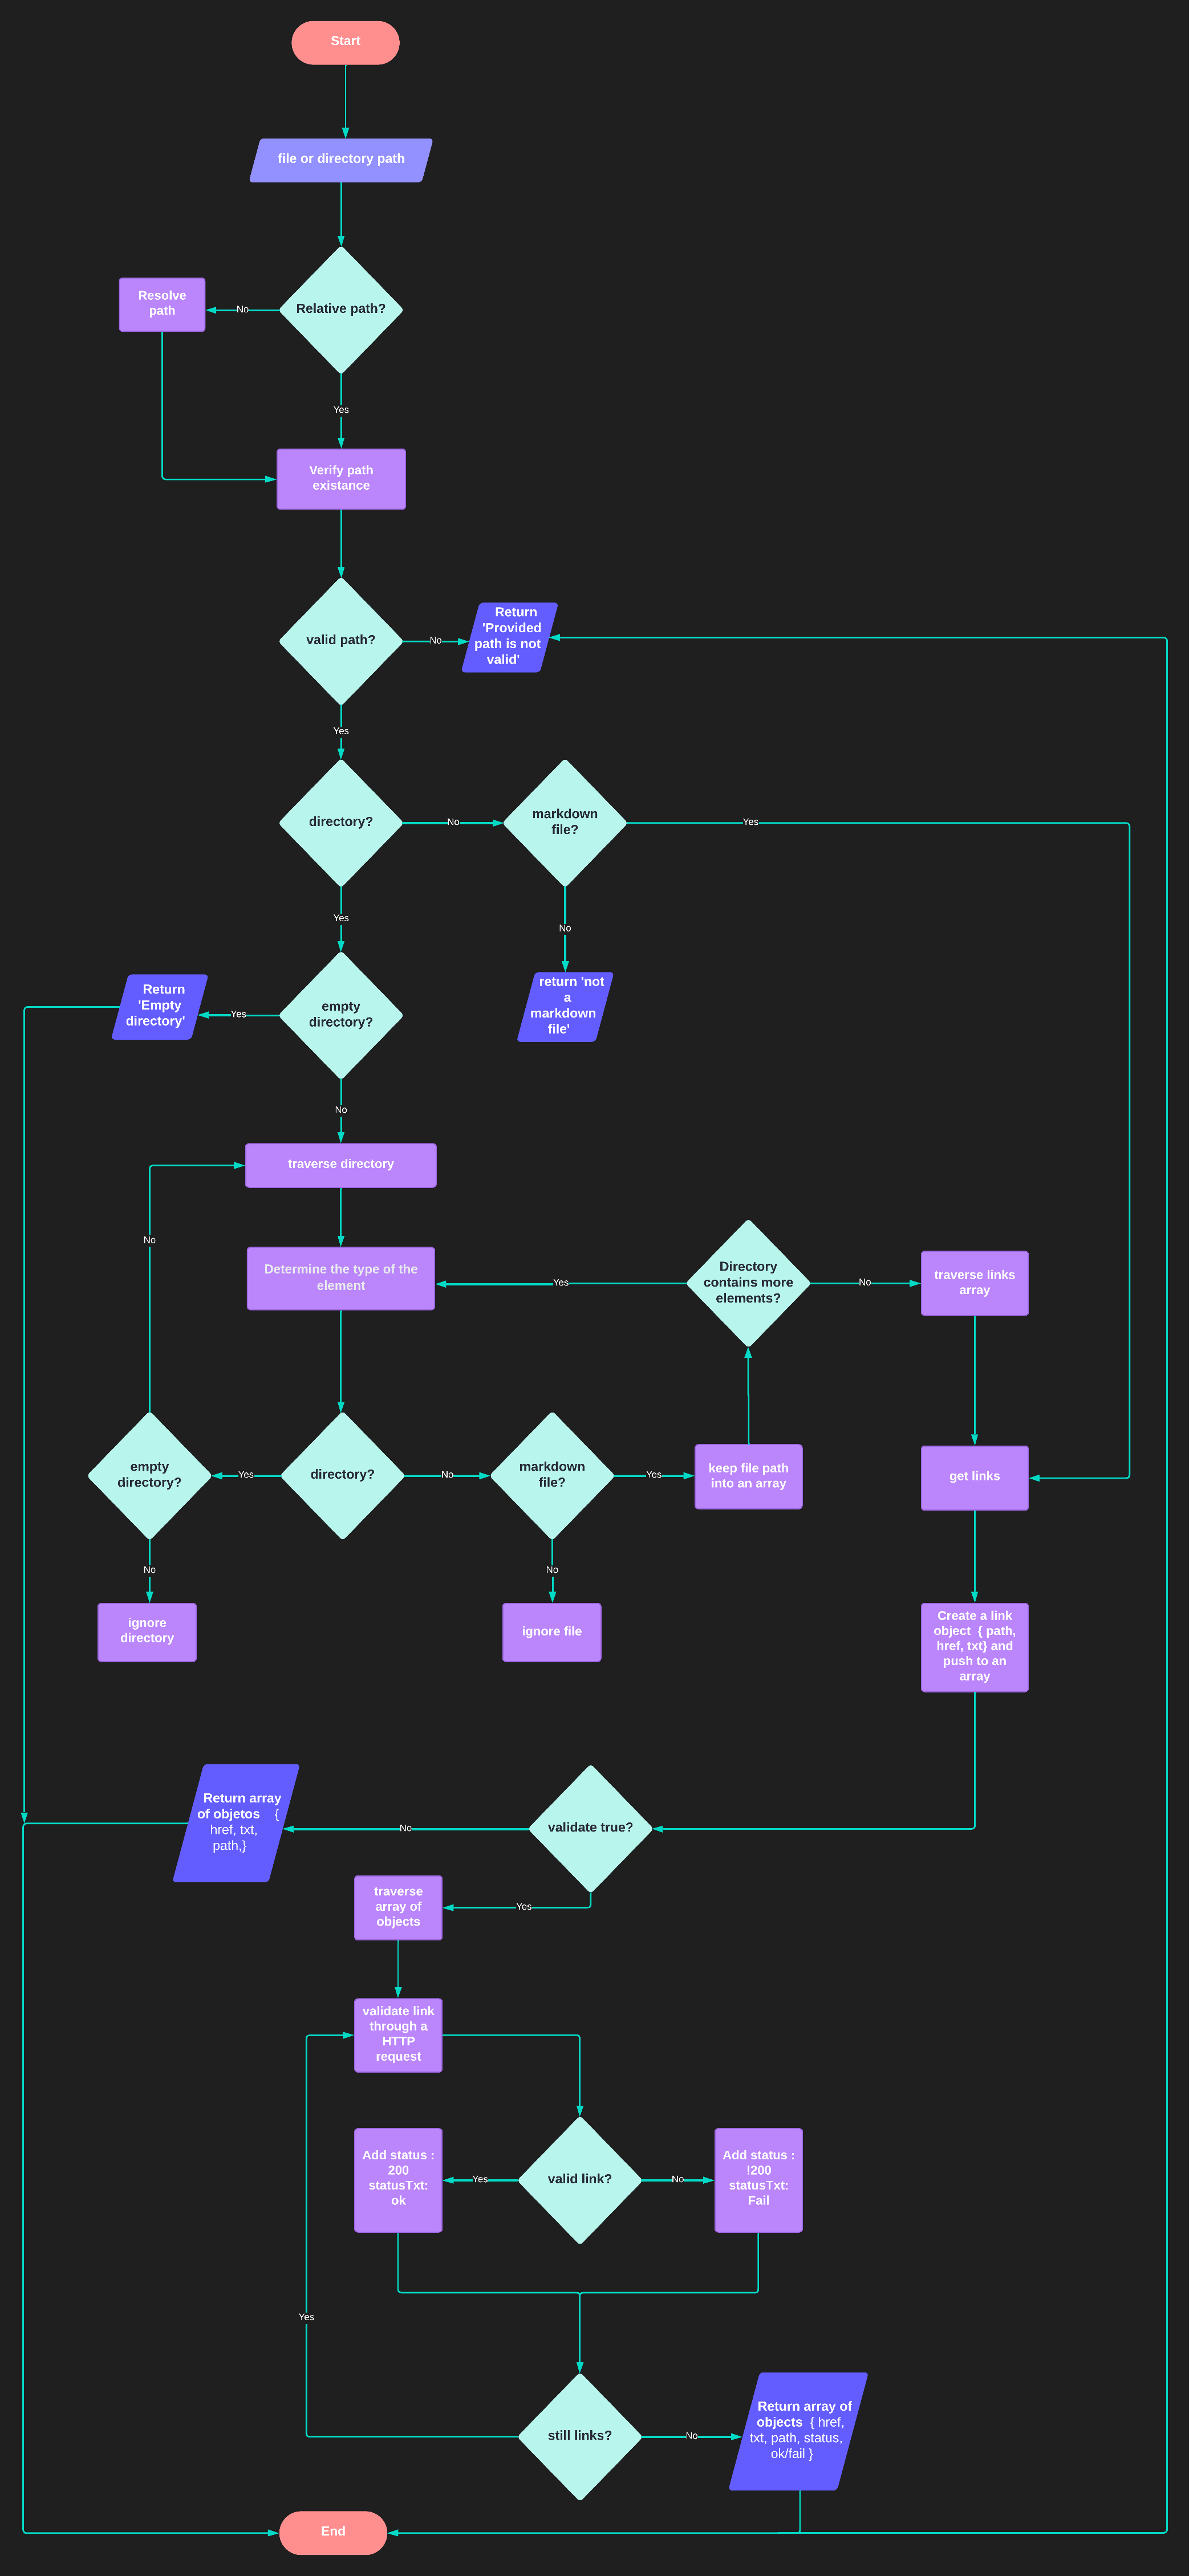 Start
file or directory path
Relative path?
No
Resolve
path
Yes
Verify path
existance
valid path?
No
Return
'Provided
path is not
valid'
Yes
directory?
No
markdown
file?
Yes
Yes
No
return 'not
a
markdown
file'
empty
directory?
Yes
Return
'Empty
directory'
No
traverse directory
No
Determine the type of the
element
Yes
Directory
contains more
elements?
No
traverse links
array
empty
directory?
Yes
directory?
No
markdown
file?
Yes
keep file path
into an array
get links
No
ignore
directory
No
ignore file
Create a link
object { path,
href, txt} and
push to an
array
Return array
of objetos {
href, txt,
path,}
No
validate true?
Yes
traverse
array of
objects
validate link
through a
HTTP
request
Add status :
200
statusTxt:
ok
Yes
valid link?
No
Add status :
!200
statusTxt:
Fail
Yes
still links?
No
Return array of
objects { href,
txt, path, status,
ok/fail }
End